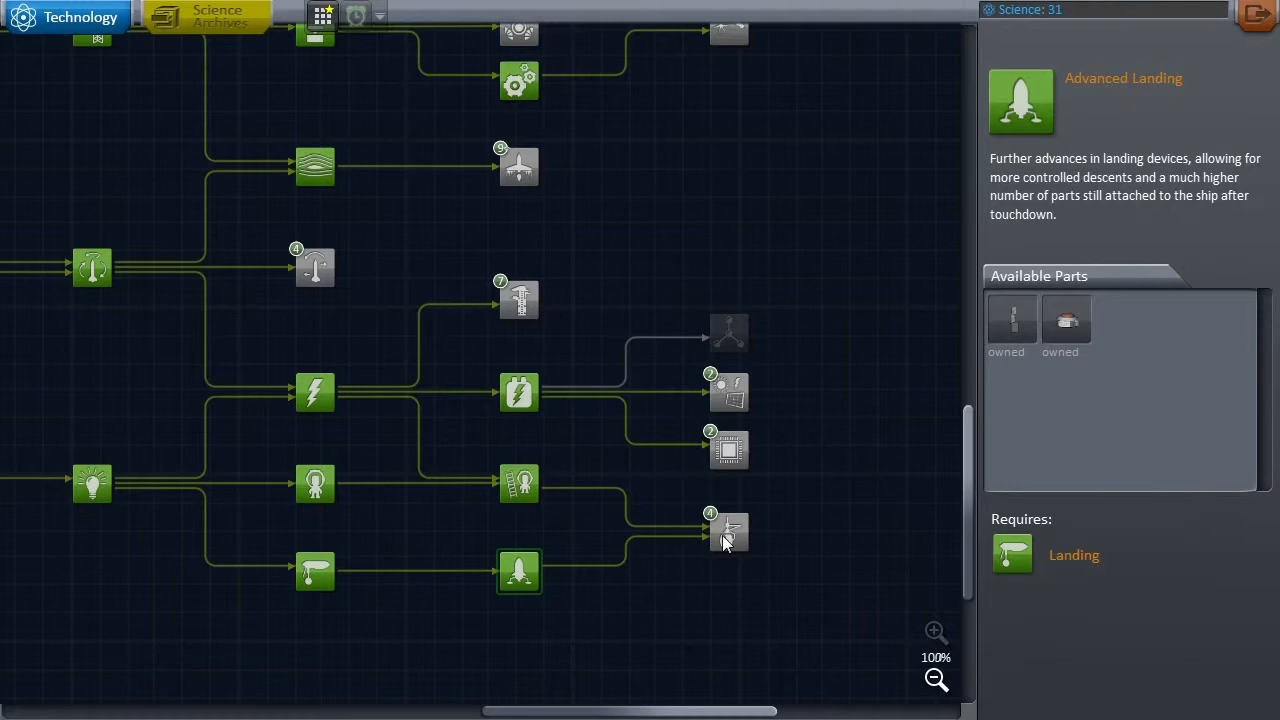 Technology
Science
Archives
Science: 31
Advanced Landing
Further advances in landing devices, allowing for
more controlled descents and a much higher
number of parts still attached to the ship after
touchdown.
9
4
Available Parts
7
owned owned
2
2
4
Requires:
Landing
100%